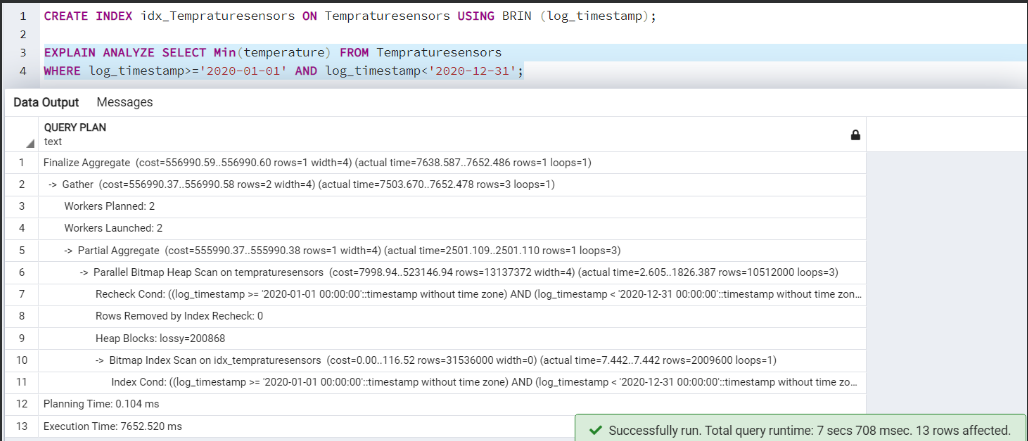 1 CREATE INDEX idx_Tempraturesensors ON Tempraturesensors USING BRIN (log_timestamp);
2
3 EXPLAIN ANALYZE SELECT Min(temperature) FROM Tempraturesensors
4 WHERE log_timestamp>='2020-01-01' AND log_timestamp<'2020-12-31';
Data Output Messages
QUERY PLAN
text
1 Finalize Aggregate (cost=556990.59..556990.60 rows=1 width=4) (actual time=7638.587..7652.486 rows=1 loops=1)
2 -> Gather (cost=556990.37..556990.58 rows=2 width=4) (actual time=7503.670..7652.478 rows=3 loops=1)
3 Workers Planned: 2
4 Workers Launched: 2
5 -> Partial Aggregate (cost=555990.37..555990.38 rows=1 width=4) (actual time=2501.109..2501.110 rows=1 loops=3)
6 -> Parallel Bitmap Heap Scan on tempraturesensors (cost=7998.94..523146.94 rows=13137372 width=4) (actual time=2.605..1826.387 rows=10512000 loops=3)
7 Recheck Cond: ((log_timestamp >= '2020-01-01 00:00:00'::timestamp without time zone) AND (log_timestamp < '2020-12-31 00:00:00'::timestamp without time zon...
8 Rows Removed by Index Recheck: 0
9 Heap Blocks: lossy=200868
10 -> Bitmap Index Scan on idx_tempraturesensors (cost=0.00..116.52 rows=31536000 width=0) (actual time=7.442..7.442 rows=2009600 loops=1)
11 Index Cond: ((log_timestamp >= '2020-01-01 00:00:00'::timestamp without time zone) AND (log_timestamp < '2020-12-31 00:00:00'::timestamp without time zo...
12 Planning Time: 0.104 ms
13 Execution Time: 7652.520 ms
Successfully run. Total query runtime: 7 secs 708 msec. 13 rows affected.